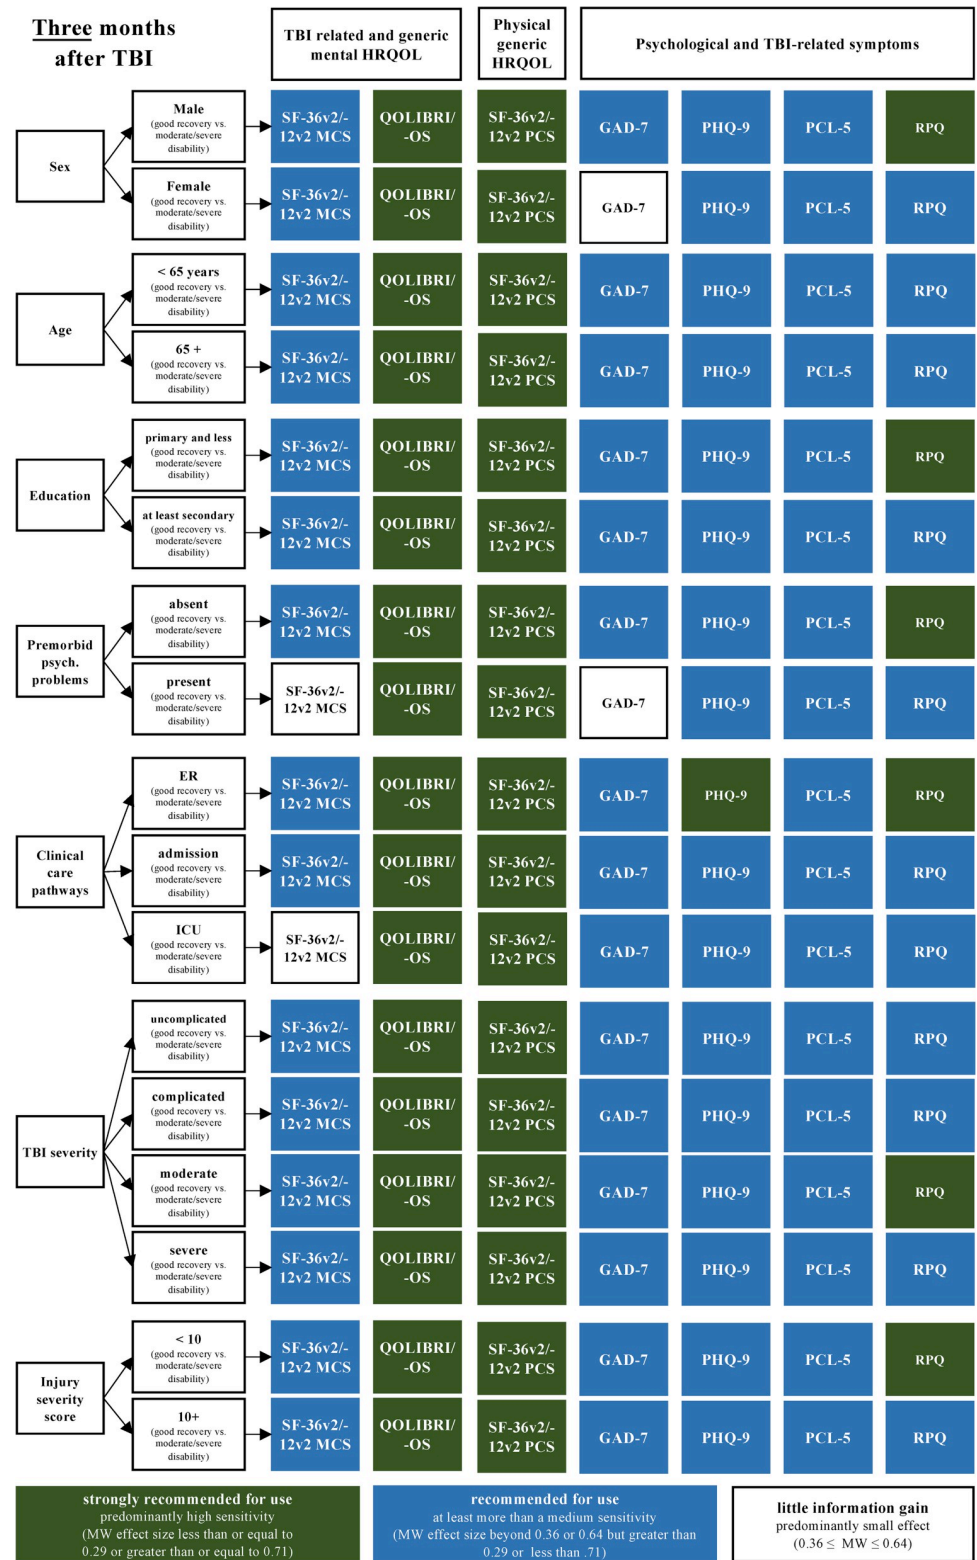 Three months
after TBI
TBI related and generic
mental HRQOL
Physical
generic
HRQOL
Psychological and TBI-related symptoms
Sex
Male
(good recovery vs.
moderate/severe
disability)
SF-36v2/-
12v2 MCS
QOLIBRI/
-OS
SF-36v2/-
12v2 PCS
GAD-7
PHQ-9
PCL-5
RPQ
Female
(good recovery vs.
moderate/severe
disability)
SF-36v2/-
12v2 MCS
QOLIBRI/
-OS
SF-36v2/-
12v2 PCS
GAD-7
PHQ-9
PCL-5
RPQ
Age
< 65 years
(good recovery vs.
moderate/severe
disability)
SF-36v2/-
12v2 MCS
QOLIBRI/
-OS
SF-36v2/-
12v2 PCS
GAD-7
PHQ-9
PCL-5
RPQ
65 +
(good recovery vs.
moderate/severe
disability)
SF-36v2/-
12v2 MCS
QOLIBRI/
-OS
SF-36v2/-
12v2 PCS
GAD-7
PHQ-9
PCL-5
RPQ
Education
primary and less
(good recovery vs.
moderate/severe
disability)
SF-36v2/-
12v2 MCS
QOLIBRI/
-OS
SF-36v2/-
12v2 PCS
GAD-7
PHQ-9
PCL-5
RPQ
at least secondary
(good recovery vs.
moderate/severe
disability)
SF-36v2/-
12v2 MCS
QOLIBRI/
-OS
SF-36v2/-
12v2 PCS
GAD-7
PHQ-9
PCL-5
RPQ
Premorbid
psych.
problems
absent
(good recovery vs.
moderate/severe
disability)
SF-36v2/-
12v2 MCS
QOLIBRI/
-OS
SF-36v2/-
12v2 PCS
GAD-7
PHQ-9
PCL-5
RPQ
present
(good recovery vs.
moderate/severe
disability)
SF-36v2/-
12v2 MCS
QOLIBRI/
-OS
SF-36v2/-
12v2 PCS
GAD-7
PHQ-9
PCL-5
RPQ
Clinical
care
pathways
ER
(good recovery vs.
moderate/severe
disability)
SF-36v2/-
12v2 MCS
QOLIBRI/
-OS
SF-36v2/-
12v2 PCS
GAD-7
PHQ-9
PCL-5
RPQ
admission
(good recovery vs.
moderate/severe
disability)
SF-36v2/-
12v2 MCS
QOLIBRI/
-OS
SF-36v2/-
12v2 PCS
GAD-7
PHQ-9
PCL-5
RPQ
ICU
(good recovery vs.
moderate/severe
disability)
SF-36v2/-
12v2 MCS
QOLIBRI/
-OS
SF-36v2/-
12v2 PCS
GAD-7
PHQ-9
PCL-5
RPQ
TBI severity
uncomplicated
(good recovery vs.
moderate/severe
disability)
SF-36v2/-
12v2 MCS
QOLIBRI/
-OS
SF-36v2/-
12v2 PCS
GAD-7
PHQ-9
PCL-5
RPQ
complicated
(good recovery vs.
moderate/severe
disability)
SF-36v2/-
12v2 MCS
QOLIBRI/
-OS
SF-36v2/-
12v2 PCS
GAD-7
PHQ-9
PCL-5
RPQ
moderate
(good recovery vs.
moderate/severe
disability)
SF-36v2/-
12v2 MCS
QOLIBRI/
-OS
SF-36v2/-
12v2 PCS
GAD-7
PHQ-9
PCL-5
RPQ
severe
(good recovery vs.
moderate/severe
disability)
SF-36v2/-
12v2 MCS
QOLIBRI/
-OS
SF-36v2/-
12v2 PCS
GAD-7
PHQ-9
PCL-5
RPQ
Injury
severity
score
< 10
(good recovery vs.
moderate/severe
disability)
SF-36v2/-
12v2 MCS
QOLIBRI/
-OS
SF-36v2/-
12v2 PCS
GAD-7
PHQ-9
PCL-5
RPQ
10+
(good recovery vs.
moderate/severe
disability)
SF-36v2/-
12v2 MCS
QOLIBRI/
-OS
SF-36v2/-
12v2 PCS
GAD-7
PHQ-9
PCL-5
RPQ
strongly recommended for use
predominantly high sensitivity
(MW effect size less than or equal to
0.29 or greater than or equal to 0.71)
recommended for use
at least more than a medium sensitivity
(MW effect size beyond 0.36 or 0.64 but greater than
0.29 or less than .71)
little information gain
predominantly small effect
(0.36 ≤ MW ≤ 0.64)